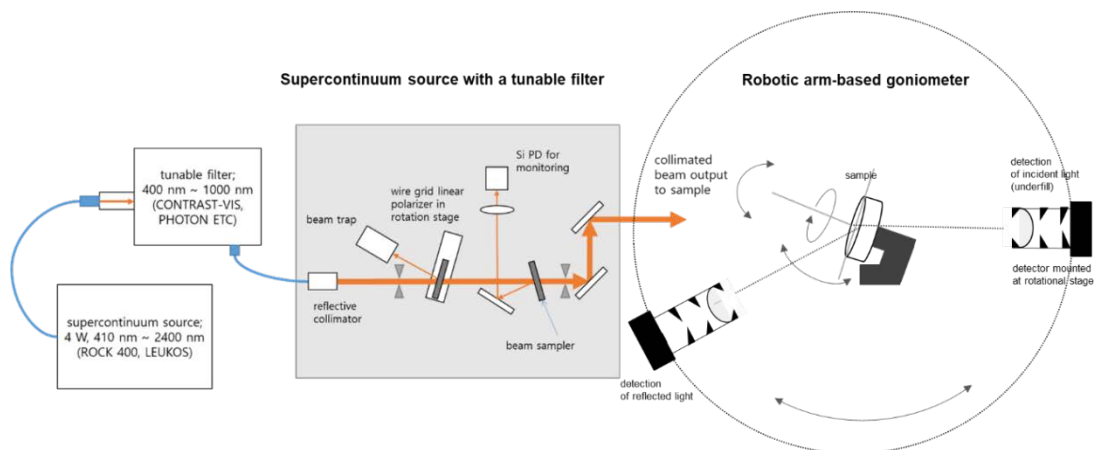 Supercontinuum source with a tunable filter
Robotic arm-based goniometer
tunable filter;
400 nm ~ 1000 nm
(CONTRAST-VIS,
PHOTON ETC)
supercontinuum source;
4 W, 410 nm ~ 2400 nm
(ROCK 400, LEUKOS)
Si PD for
monitoring
wire grid linear
polarizer in
rotation stage
beam trap
reflective
collimator
beam sampler
collimated
beam output
to sample
sample
detection
of incident light
(underfill)
detector mounted
at rotational stage
detection
of reflected light